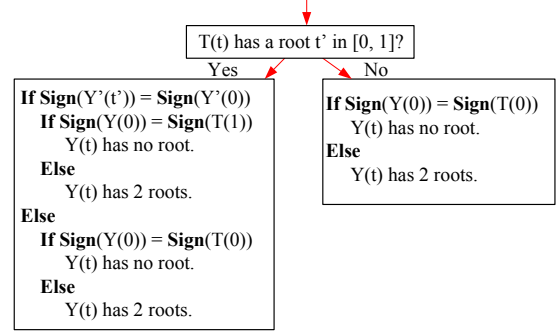 T(t) has a root t’ in [0, 1]?
Yes
No
If Sign(Y’(t’)) = Sign(Y’(0))
If Sign(Y(0)) = Sign(T(1))
Y(t) has no root.
Else
Y(t) has 2 roots.
Else
If Sign(Y(0)) = Sign(T(0))
Y(t) has no root.
Else
Y(t) has 2 roots.
If Sign(Y(0)) = Sign(T(0))
Y(t) has no root.
Else
Y(t) has 2 roots.